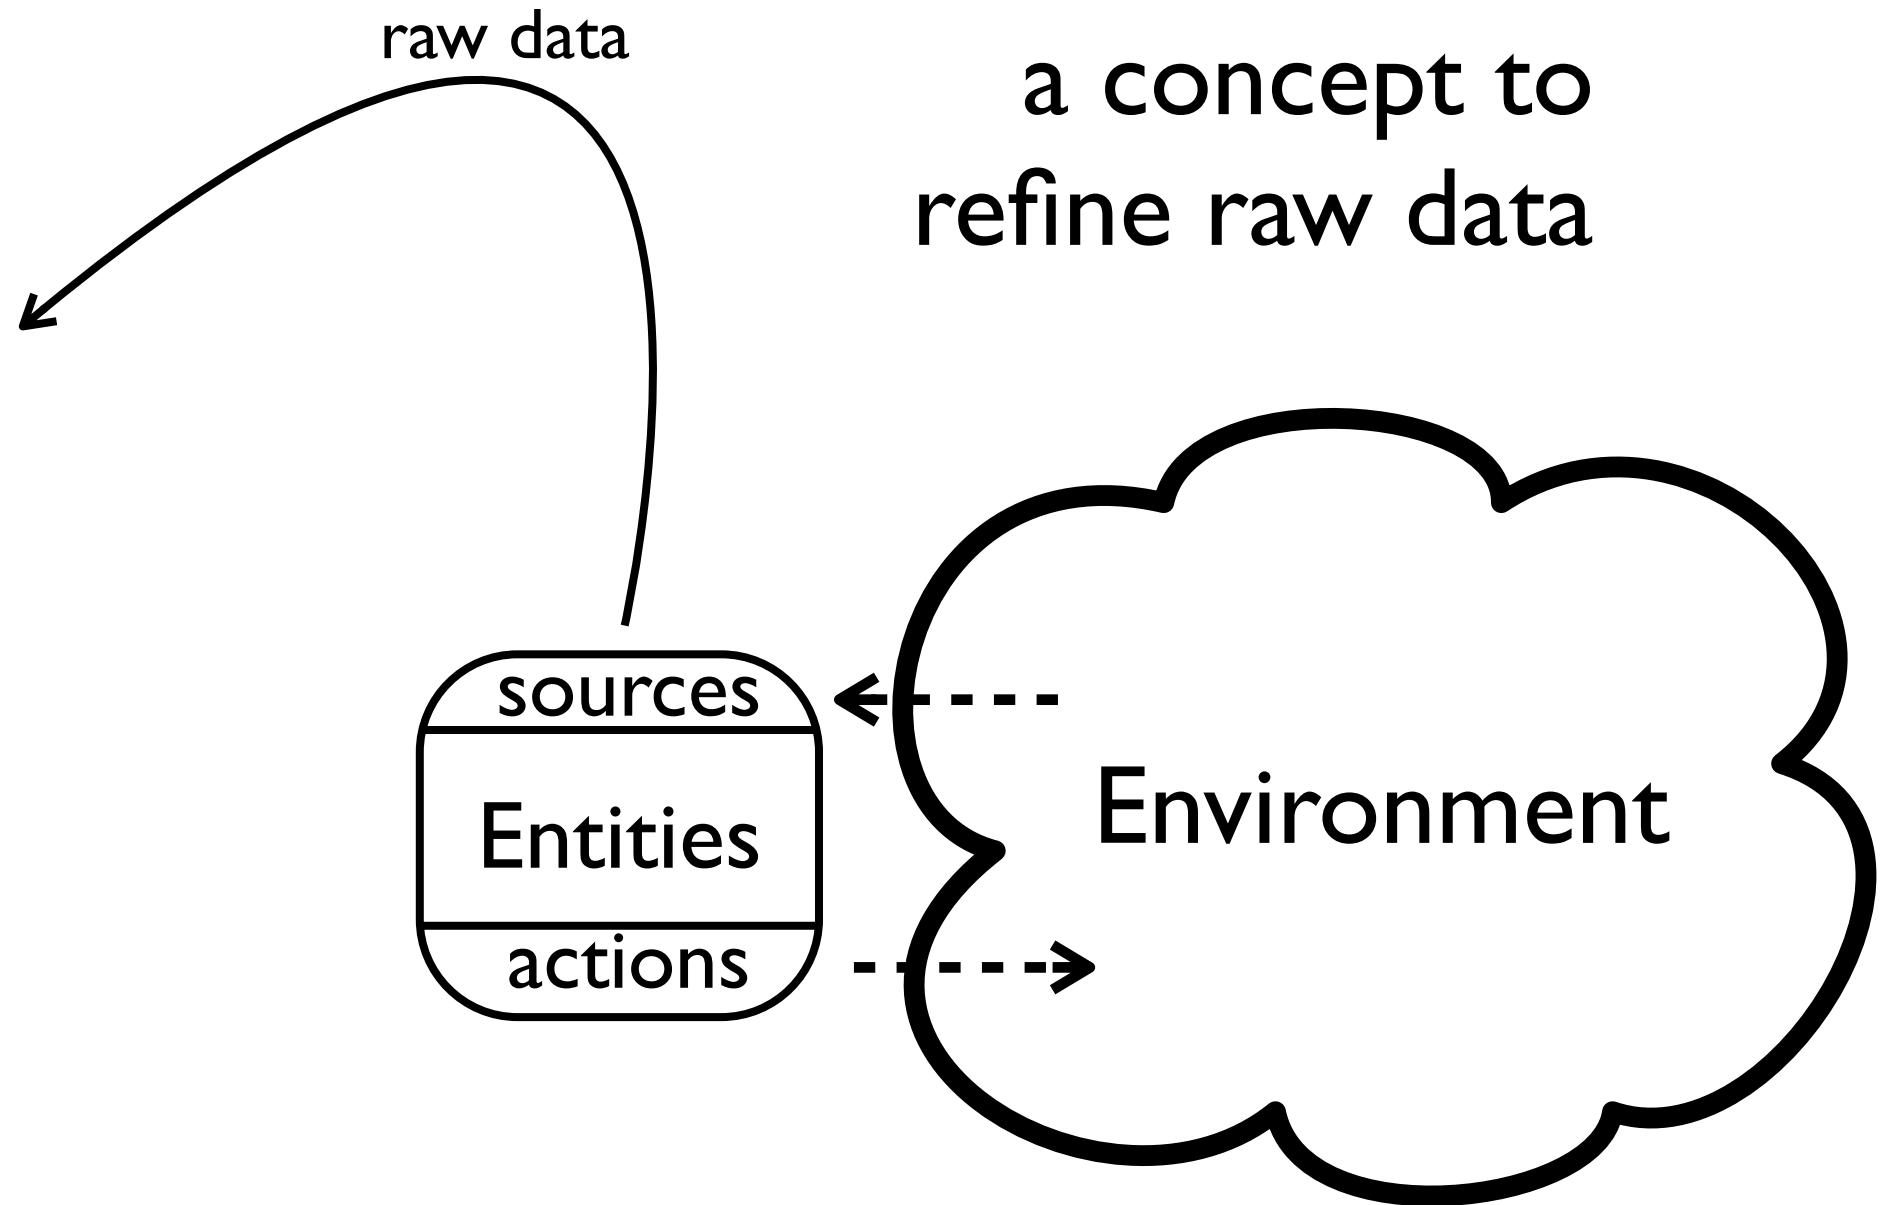 raw data
a concept to
refine raw data
sources
Entities
actions
Environment